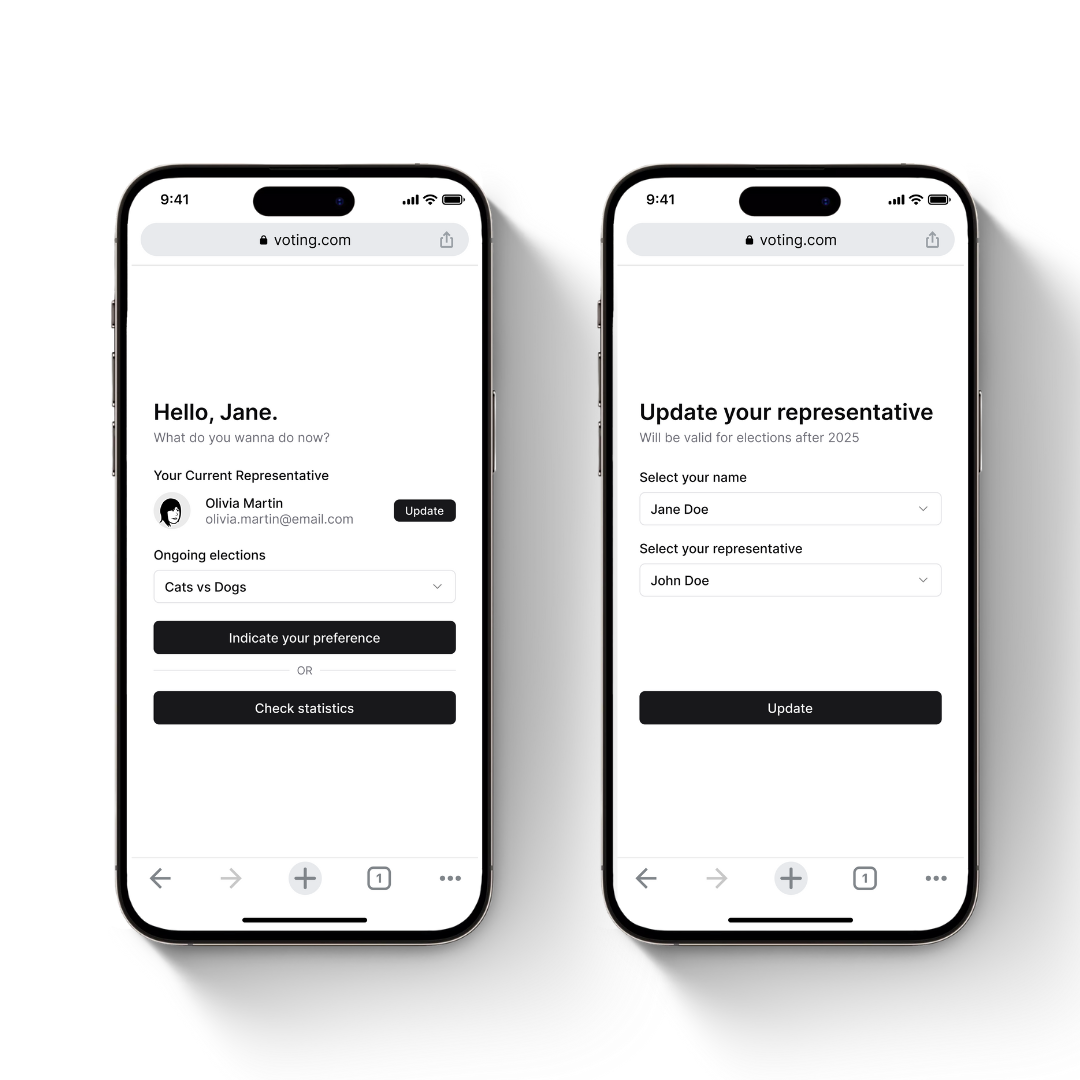 9:41
voting.com
Hello, Jane.
What do you wanna do now?
Your Current Representative
Olivia Martin
olivia.martin@email.com
Update
Ongoing elections
Cats vs Dogs
Indicate your preference
OR
Check statistics
1
9:41
voting.com
Update your representative
Will be valid for elections after 2025
Select your name
Jane Doe
Select your representative
John Doe
Update
1